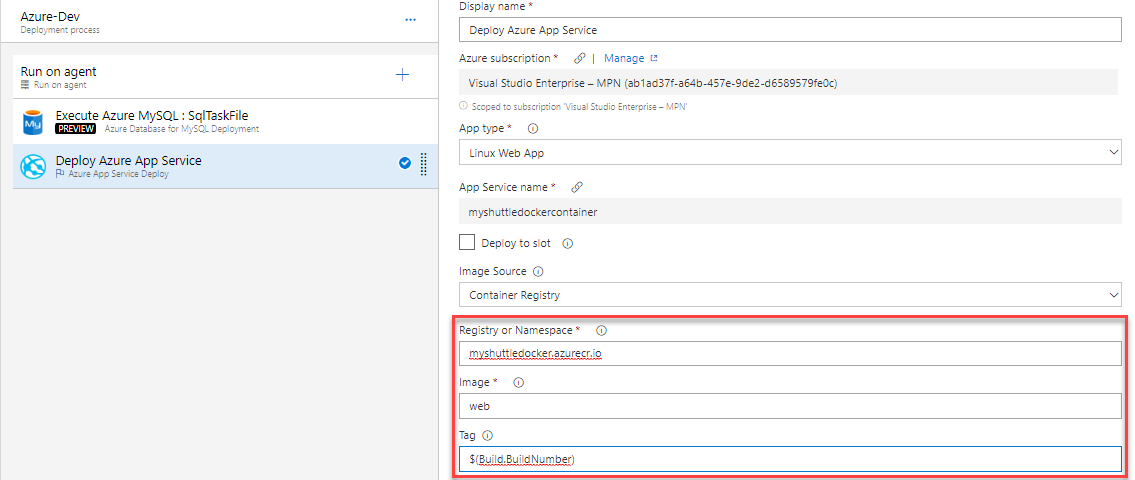 Azure-Dev
Deployment process
Run on agent
Run on agent
My
Execute Azure MySQL : SqlTaskFile
PREVIEW Azure Database for MySQL Deployment
Deploy Azure App Service
Azure App Service Deploy
Display name *
Deploy Azure App Service
Azure subscription * | Manage
Visual Studio Enterprise – MPN (ab1ad37f-a64b-457e-9de2-d6589579fe0c)
Scoped to subscription 'Visual Studio Enterprise – MPN'
App type *
Linux Web App
App Service name *
myshuttledockercontainer
Deploy to slot
Image Source
Container Registry
Registry or Namespace *
myshuttledocker.azurecr.io
Image *
web
Tag
$(Build.BuildNumber)